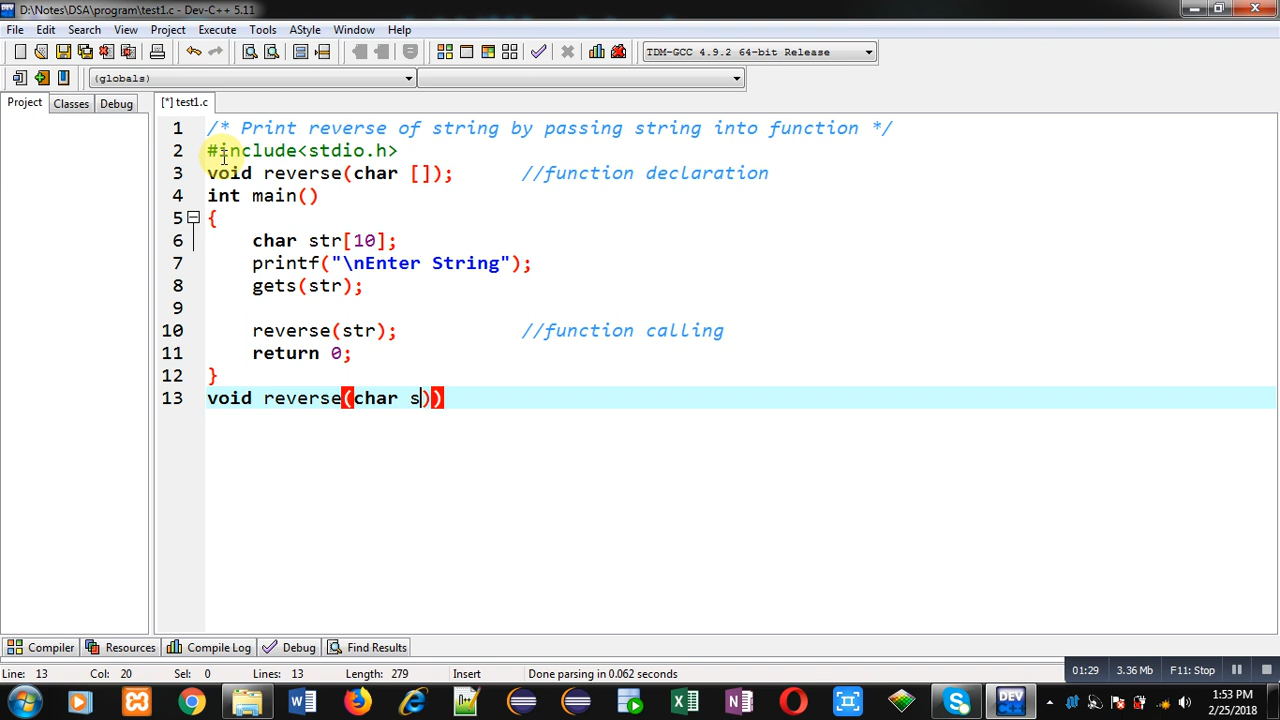 D:\Notes\DSA\program\test1.c - Dev-C++ 5.11
File Edit Search View Project Execute Tools AStyle Window Help
TDM-GCC 4.9.2 64-bit Release
(globals)
Project Classes Debug
[*] test1.c
1 /* Print reverse of string by passing string into function */
2 #include<stdio.h>
3 void reverse(char []); //function declaration
4 int main()
5 {
6 char str[10];
7 printf("\nEnter String");
8 gets(str);
9
10 reverse(str); //function calling
11 return 0;
12 }
13 void reverse(char s))
Compiler Resources Compile Log Debug Find Results
Line: 13 Col: 20 Sel: 0 Lines: 13 Length: 279 Insert Done parsing in 0.062 seconds
01:29 3.36 Mb F11: Stop
DEV
1:53 PM
2/25/2018